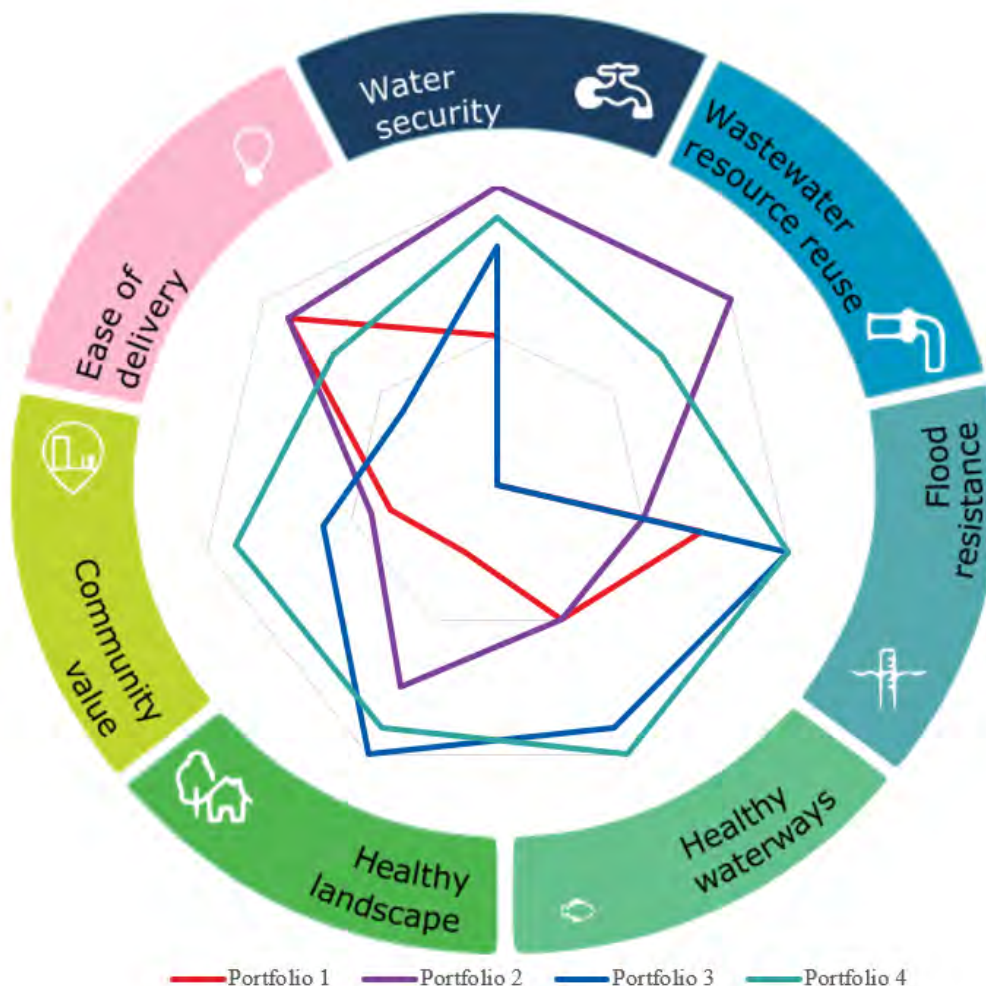 Water
security
Wastewater
resource reuse
Flood
resistance
Healthy
waterways
Healthy
landscape
Community
value
Ease of
delivery
Portfolio 1
Portfolio 2
Portfolio 3
Portfolio 4